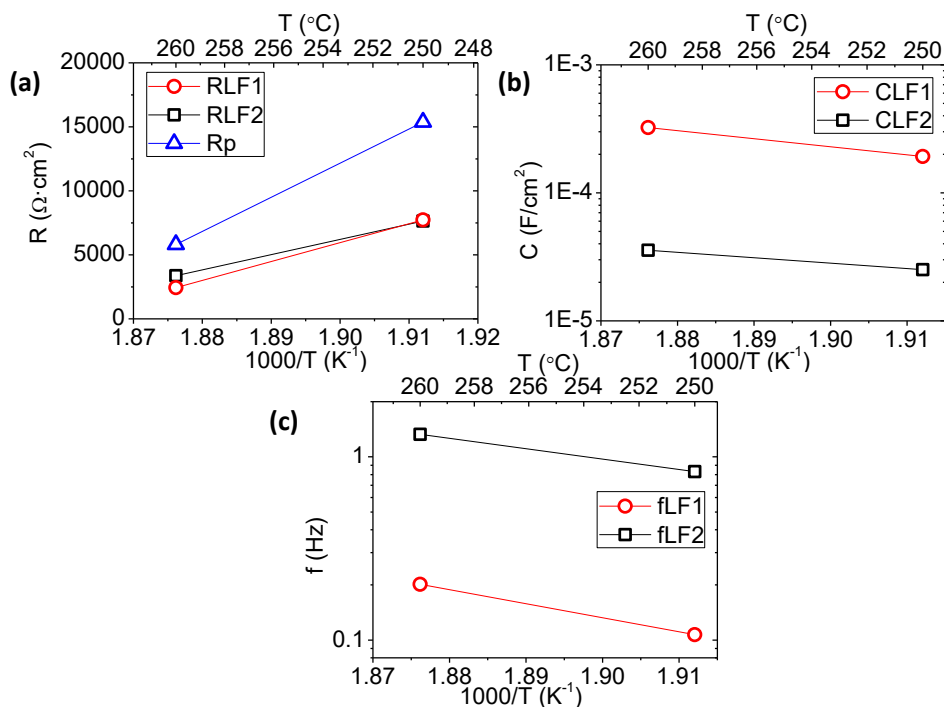 (a)
T (°C)
260 258 256 254 252 250 248
20000
15000
10000
5000
0
R (Ω·cm²)
RLF1
RLF2
Rp
1.87 1.88 1.89 1.90 1.91 1.92
1000/T (K⁻¹)
(b)
T (°C)
260 258 256 254 252 250
1E-3
1E-4
1E-5
C (F/cm²)
CLF1
CLF2
1.87 1.88 1.89 1.90 1.91
1000/T (K⁻¹)
(c)
T (°C)
260 258 256 254 252 250
1
0.1
f (Hz)
fLF1
fLF2
1.87 1.88 1.89 1.90 1.91
1000/T (K⁻¹)